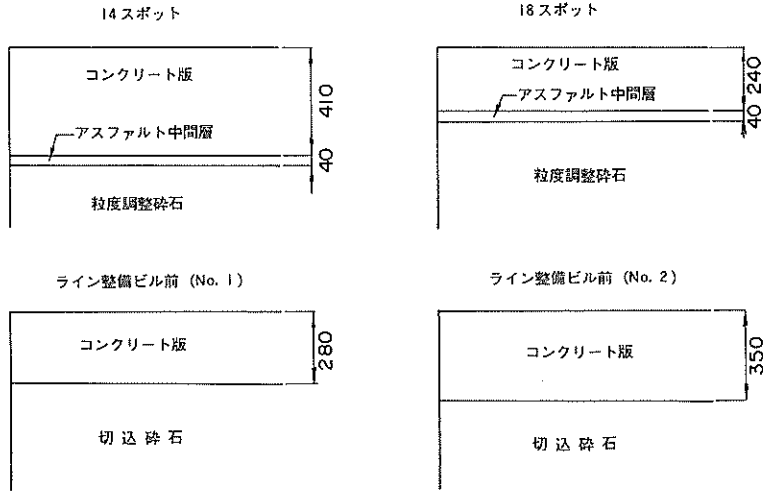 14スポット
コンクリート版
410
アスファルト中間層
40
粒度調整砕石
18スポット
コンクリート版
240
アスファルト中間層
40
粒度調整砕石
ライン整備ビル前 (No. 1)
コンクリート版
280
切込砕石
ライン整備ビル前 (No. 2)
コンクリート版
350
切込砕石